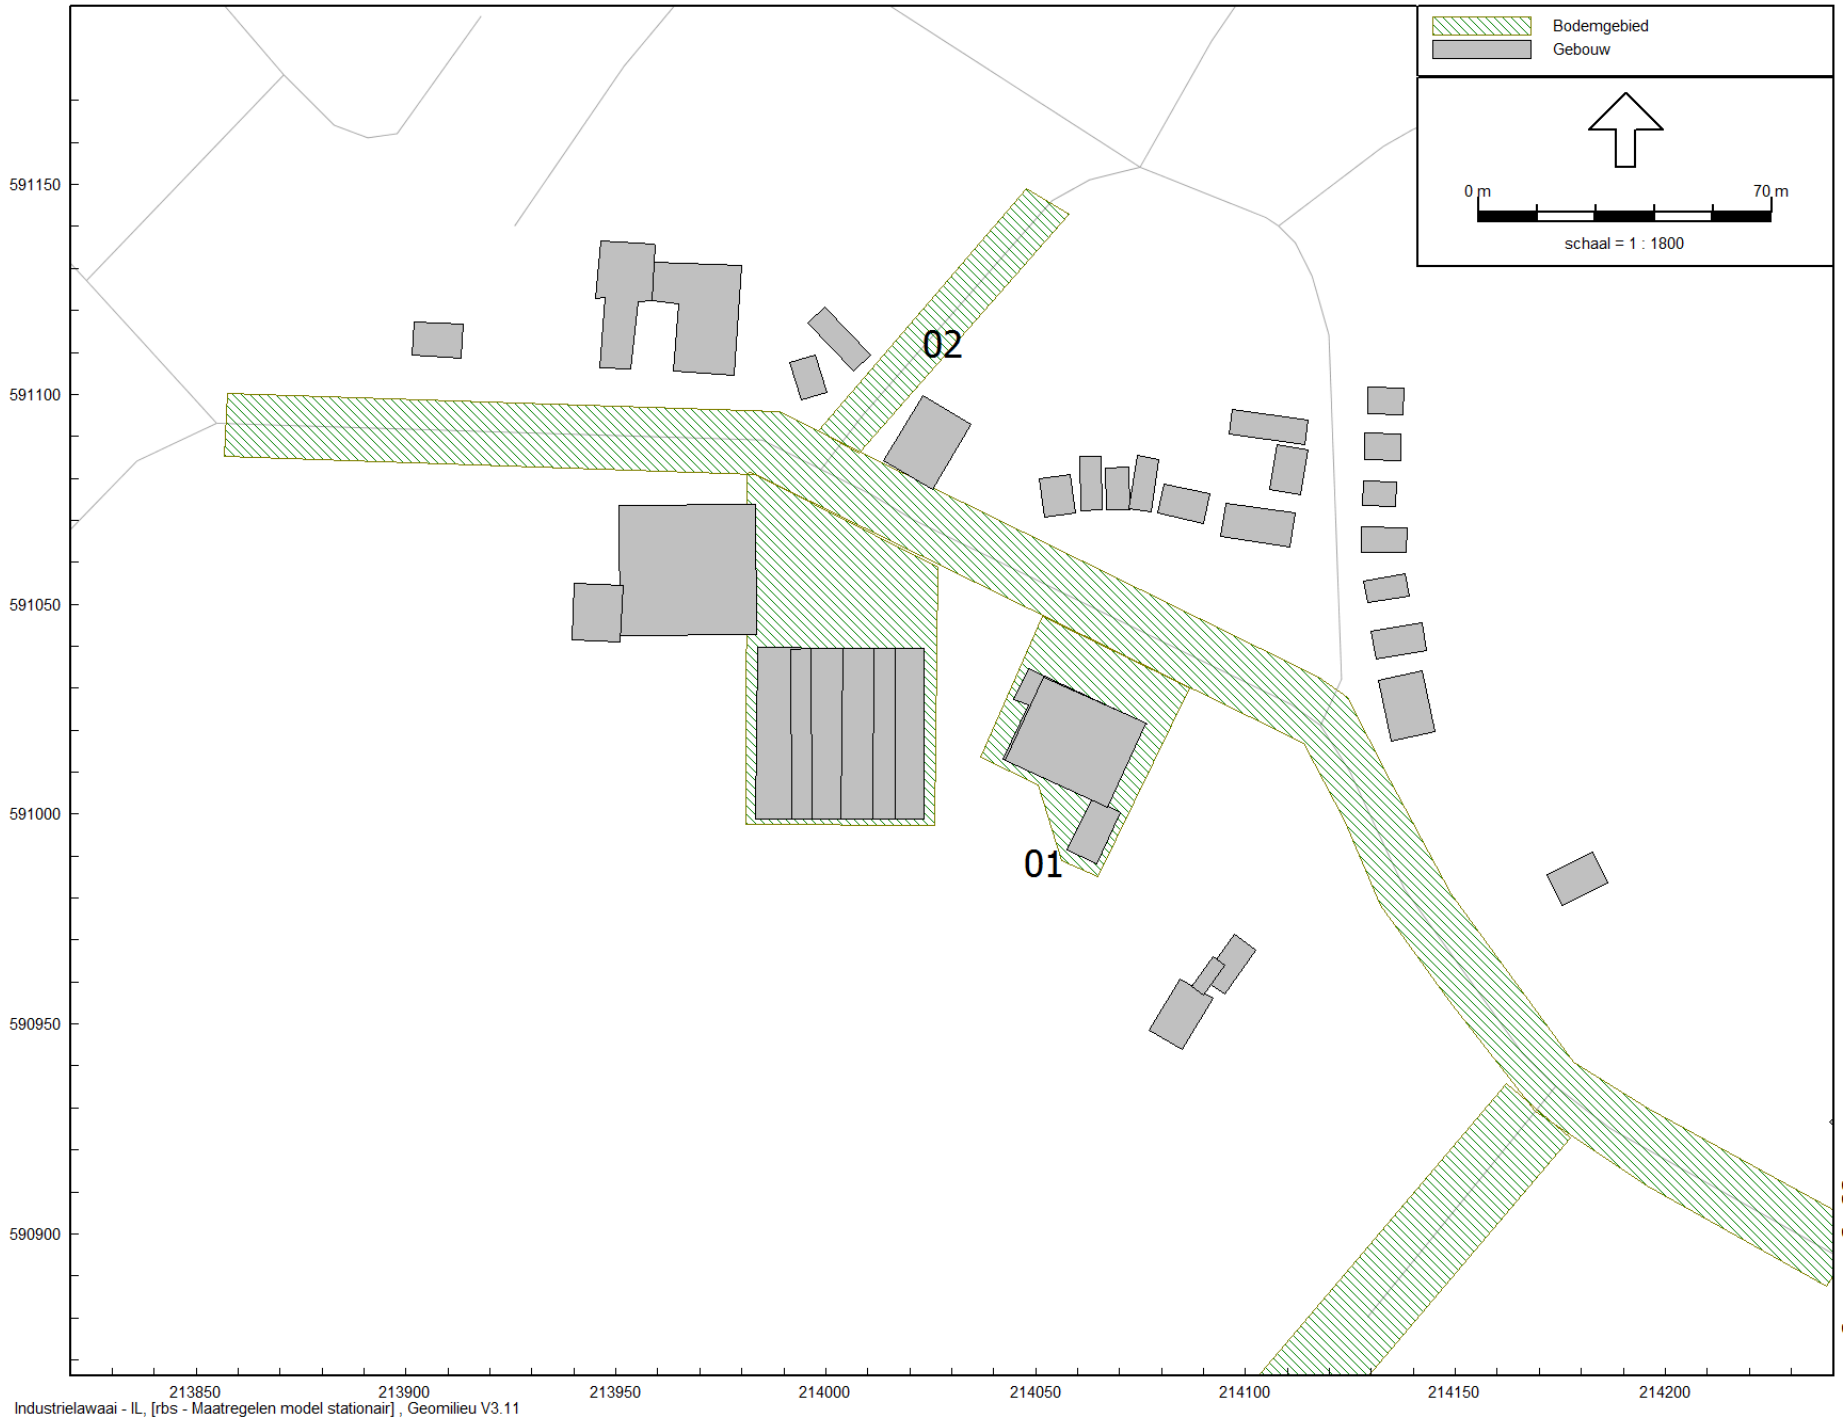 Bodemgebied
Gebouw
0 m 70 m
schaal = 1 : 1800
591150
591100
591050
591000
590950
590900
02
01
213850 213900 213950 214000 214050 214100 214150 214200
Industrielawaai - IL, [rbs - Maatregelen model stationair] , Geomilieu V3.11